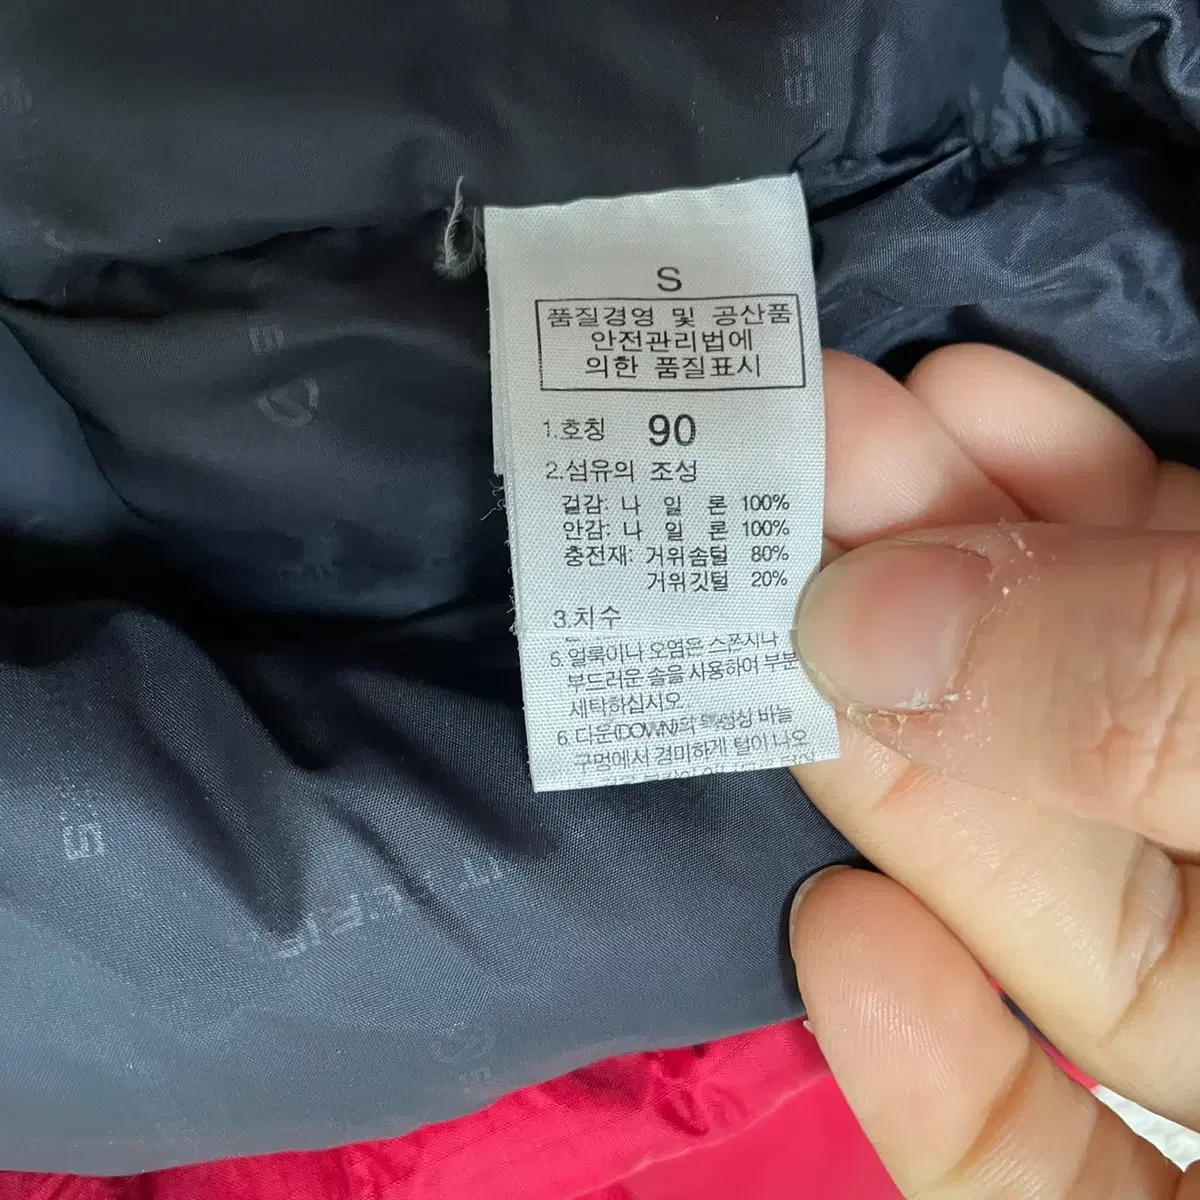 S
품질경영 및 공산품
안전관리법에
의한 품질표시
1.호칭 90
2.섬유의 조성
겉감: 나 일 론 100%
안감: 나 일 론 100%
충전재: 거위솜털 80%
거위깃털 20%
3.치수
5. 얼룩이나 오염은 스폰지나
부드러운 솔을 사용하여 부분
세탁하십시오.
6. 다운(DOWN)의 특성상 바늘
구멍에서 경미하게 털이 나오